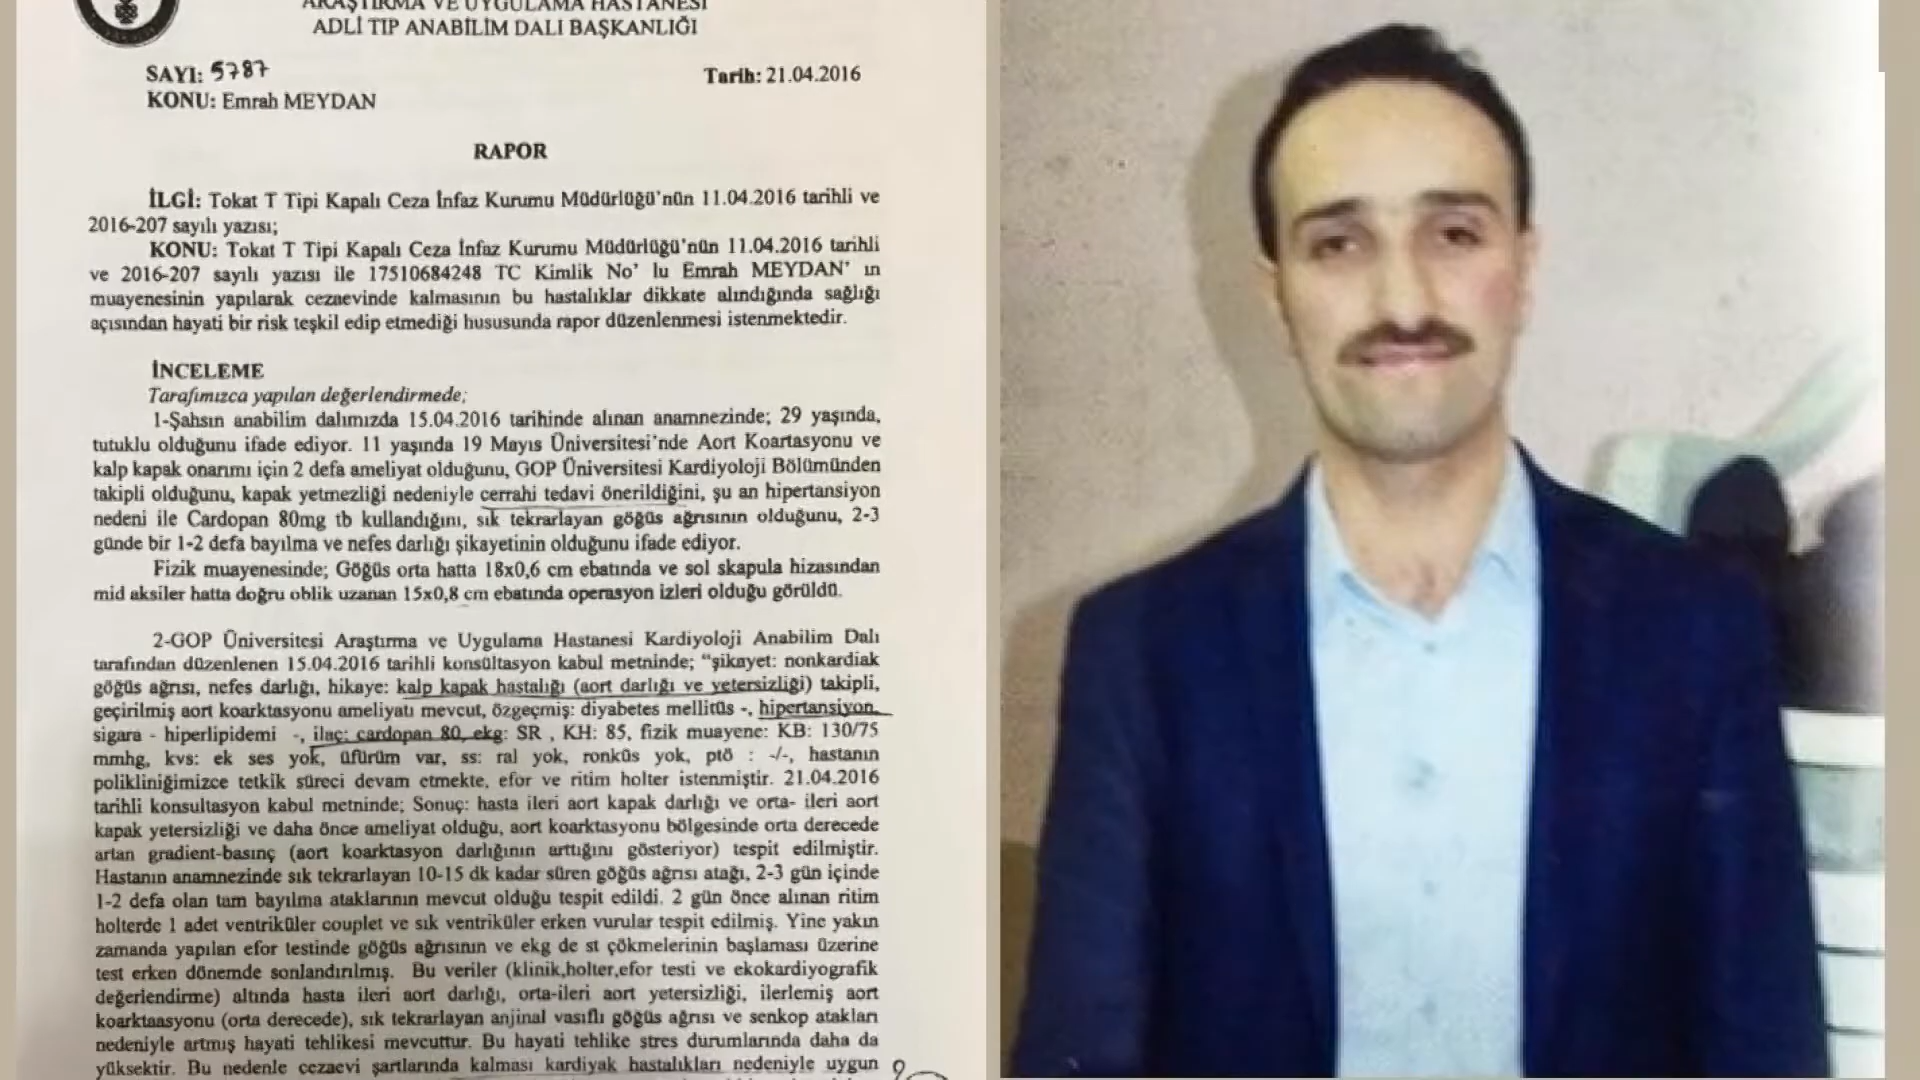 ARAŞTIRMA VE UYGULAMA HASTANESİ
ADLİ TIP ANABİLİM DALI BAŞKANLIĞI
SAYI: 5787
Tarih: 21.04.2016
KONU: Emrah MEYDAN
RAPOR
İLGİ: Tokat T Tipi Kapalı Ceza İnfaz Kurumu Müdürlüğü'nün 11.04.2016 tarihli ve
2016-207 sayılı yazısı;
KONU: Tokat T Tipi Kapalı Ceza İnfaz Kurumu Müdürlüğü'nün 11.04.2016 tarihli
ve 2016-207 sayılı yazısı ile 17510684248 TC Kimlik No' lu Emrah MEYDAN' ın
muayenesinin yapılarak cezaevinde kalmasının bu hastalıklar dikkate alındığında sağlığı
açısından hayati bir risk teşkil edip etmediği hususunda rapor düzenlenmesi istenmektedir.
İNCELEME
Tarafımızca yapılan değerlendirmede;
1-Şahsın anabilim dalımızda 15.04.2016 tarihinde alınan anamnezinde; 29 yaşında,
tutuklu olduğunu ifade ediyor. 11 yaşında 19 Mayıs Üniversitesi'nde Aort Koartasyonu ve
kalp kapak onarımı için 2 defa ameliyat olduğunu, GOP Üniversitesi Kardiyoloji Bölümünden
takipli olduğunu, kapak yetmezliği nedeniyle cerrahi tedavi önerildiğini, şu an hipertansiyon
nedeni ile Cardopan 80mg tb kullandığını, sık tekrarlayan göğüs ağrısının olduğunu, 2-3
günde bir 1-2 defa bayılma ve nefes darlığı şikayetinin olduğunu ifade ediyor.
Fizik muayenesinde; Göğüs orta hatta 18x0,6 cm ebatında ve sol skapula hizasından
mid aksiler hatta doğru oblik uzanan 15x0,8 cm ebatında operasyon izleri olduğu görüldü.
2-GOP Üniversitesi Araştırma ve Uygulama Hastanesi Kardiyoloji Anabilim Dalı
tarafından düzenlenen 15.04.2016 tarihli konsültasyon kabul metninde; "şikayet: nonkardiak
göğüs ağrısı, nefes darlığı, hikaye: kalp kapak hastalığı (aort darlığı ve yetersizliği) takipli,
geçirilmiş aort koarktasyonu ameliyatı mevcut, özgeçmiş: diyabetes mellitüs -, hipertansiyon,
sigara - hiperlipidemi -, ilaç: cardopan 80, ekg: SR , KH: 85, fizik muayene: KB: 130/75
mmhg, kvs: ek ses yok, üfürüm var, ss: ral yok, ronküs yok, ptö : -/-, hastanın
polikliniğimizce tetkik süreci devam etmekte, efor ve ritim holter istenmiştir. 21.04.2016
tarihli konsultasyon kabul metninde; Sonuç: hasta ileri aort kapak darlığı ve orta- ileri aort
kapak yetersizliği ve daha önce ameliyat olduğu, aort koarktasyonu bölgesinde orta derecede
artan gradient-basınç (aort koarktasyon darlığının arttığını gösteriyor) tespit edilmiştir.
Hastanın anamnezinde sık tekrarlayan 10-15 dk kadar süren göğüs ağrısı atağı, 2-3 gün içinde
1-2 defa olan tam bayılma ataklarının mevcut olduğu tespit edildi. 2 gün önce alınan ritim
holterde 1 adet ventriküler couplet ve sık ventriküler erken vurular tespit edilmiş. Yine yakın
zamanda yapılan efor testinde göğüs ağrısının ve ekg de st çökmelerinin başlaması üzerine
test erken dönemde sonlandırılmış. Bu veriler (klinik,holter,efor testi ve ekokardiyografik
değerlendirme) altında hasta ileri aort darlığı, orta-ileri aort yetersizliği, ilerlemiş aort
koarktaasyonu (orta derecede), sık tekrarlayan anjinal vasıflı göğüs ağrısı ve senkop atakları
nedeniyle artmış hayati tehlikesi mevcuttur. Bu hayati tehlike stres durumlarında daha da
yüksektir. Bu nedenle cezaevi şartlarında kalması kardiyak hastalıkları nedeniyle uygun